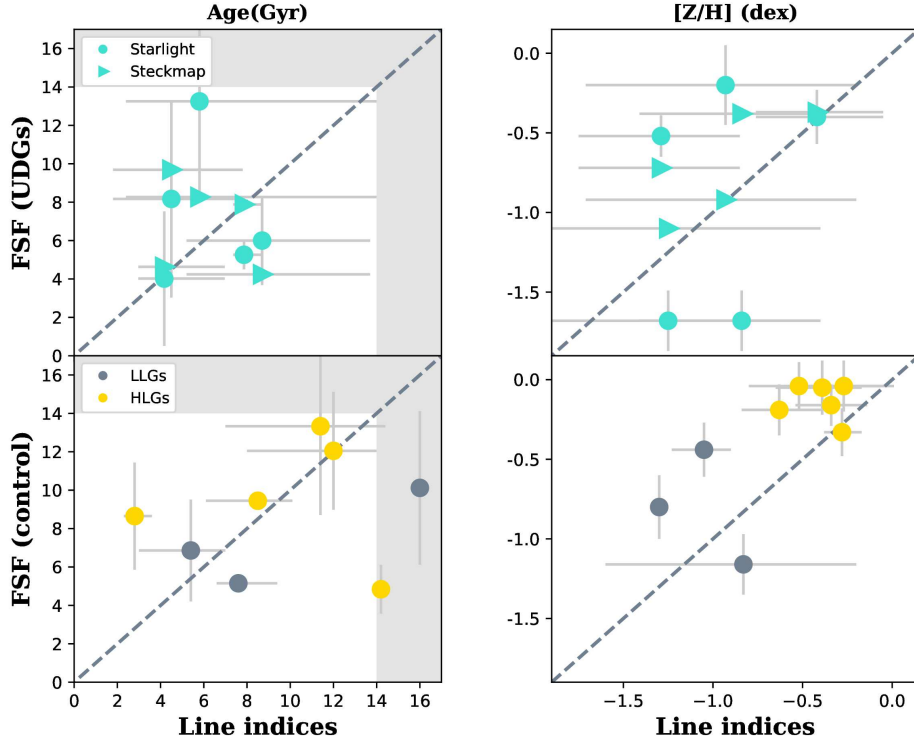 Age(Gyr)
[Z/H] (dex)
FSF (UDGs)
16
14
12
10
8
6
4
2
0
Starlight
Steckmap
0.0
−0.5
−1.0
−1.5
FSF (control)
16
14
12
10
8
6
4
2
0
LLGs
HLGs
0.0
−0.5
−1.0
−1.5
0 2 4 6 8 10 12 14 16
Line indices
−1.5 −1.0 −0.5 0.0
Line indices